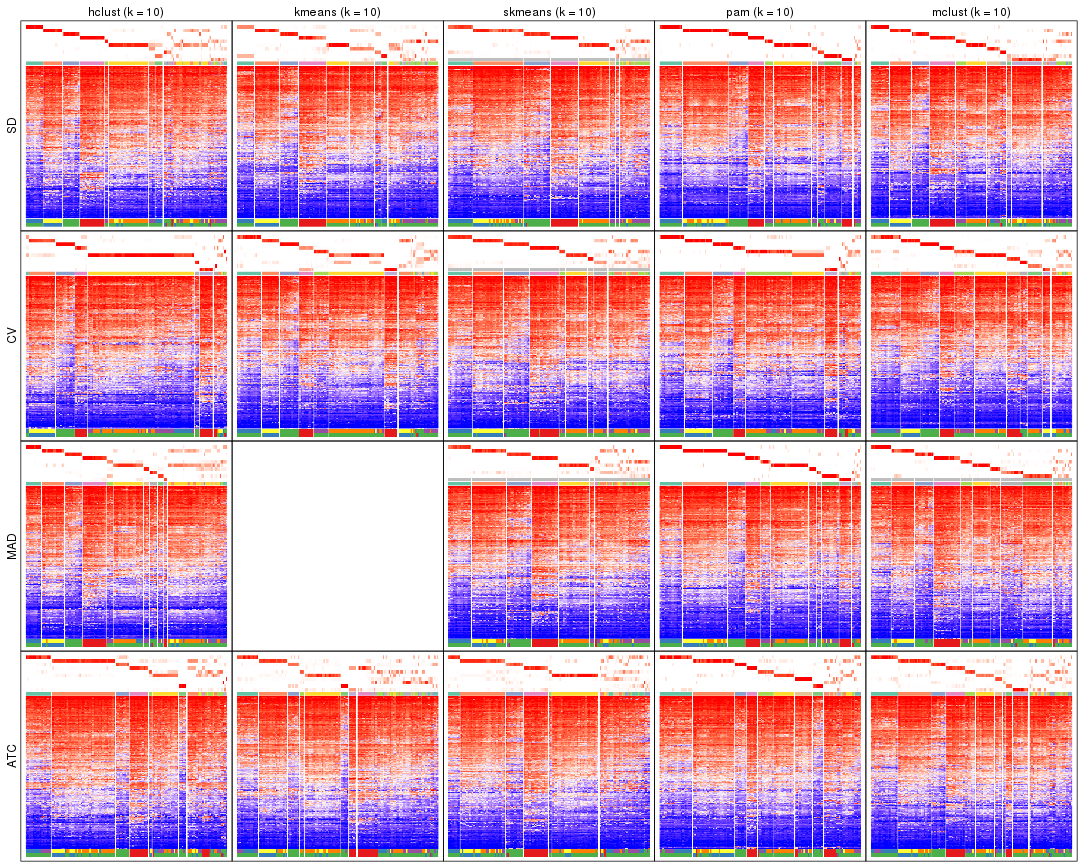 hclust (k = 10) kmeans (k = 10) skmeans (k = 10) pam (k = 10) mclust (k = 10)
SD
CV
MAD
ATC